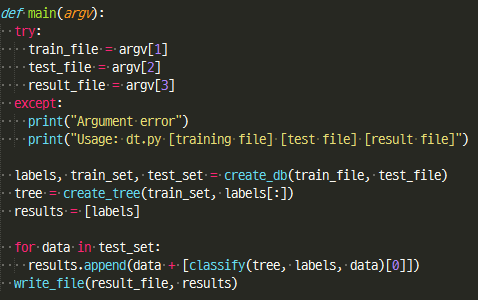 def main(argv):
  try:
    train_file = argv[1]
    test_file = argv[2]
    result_file = argv[3]
  except:
    print("Argument error")
    print("Usage: dt.py [training file] [test file] [result file]")

  labels, train_set, test_set = create_db(train_file, test_file)
  tree = create_tree(train_set, labels[:])
  results = [labels]

  for data in test_set:
    results.append(data + [classify(tree, labels, data)[0]])
  write_file(result_file, results)